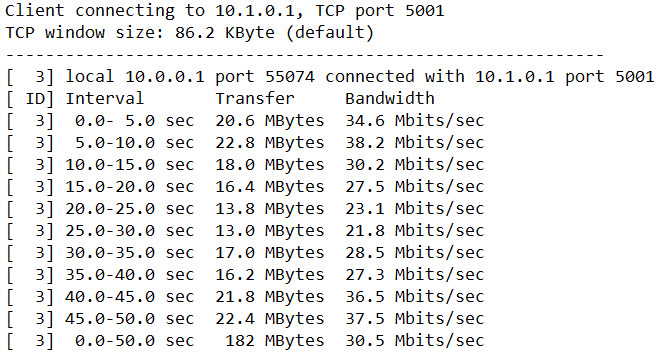 Client connecting to 10.1.0.1, TCP port 5001
TCP window size: 86.2 KByte (default)
------------------------------------------------------------
[  3] local 10.0.0.1 port 55074 connected with 10.1.0.1 port 5001
[ ID] Interval       Transfer     Bandwidth
[  3]  0.0- 5.0 sec  20.6 MBytes  34.6 Mbits/sec
[  3]  5.0-10.0 sec  22.8 MBytes  38.2 Mbits/sec
[  3] 10.0-15.0 sec  18.0 MBytes  30.2 Mbits/sec
[  3] 15.0-20.0 sec  16.4 MBytes  27.5 Mbits/sec
[  3] 20.0-25.0 sec  13.8 MBytes  23.1 Mbits/sec
[  3] 25.0-30.0 sec  13.0 MBytes  21.8 Mbits/sec
[  3] 30.0-35.0 sec  17.0 MBytes  28.5 Mbits/sec
[  3] 35.0-40.0 sec  16.2 MBytes  27.3 Mbits/sec
[  3] 40.0-45.0 sec  21.8 MBytes  36.5 Mbits/sec
[  3] 45.0-50.0 sec  22.4 MBytes  37.5 Mbits/sec
[  3]  0.0-50.0 sec   182 MBytes  30.5 Mbits/sec